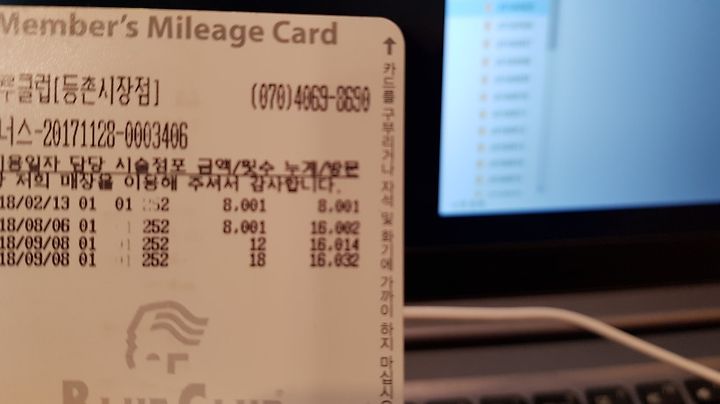 Member's Mileage Card
루클럽[등촌시장점] (070)4069-8690
너스-20171128-0003406
이용일자 담당 시술점포 금액/횟수 누계/방문
저희 매장을 이용해 주셔서 감사합니다.
18/02/13 01 01 252 8.001 8.001
18/08/06 01 252 8.001 16.002
18/09/08 01 252 12 16.014
18/09/08 01 252 18 16.032
카드를 구부리거나 자석 및 화기에 가까이 하지 마십시오
BLUE CLUB